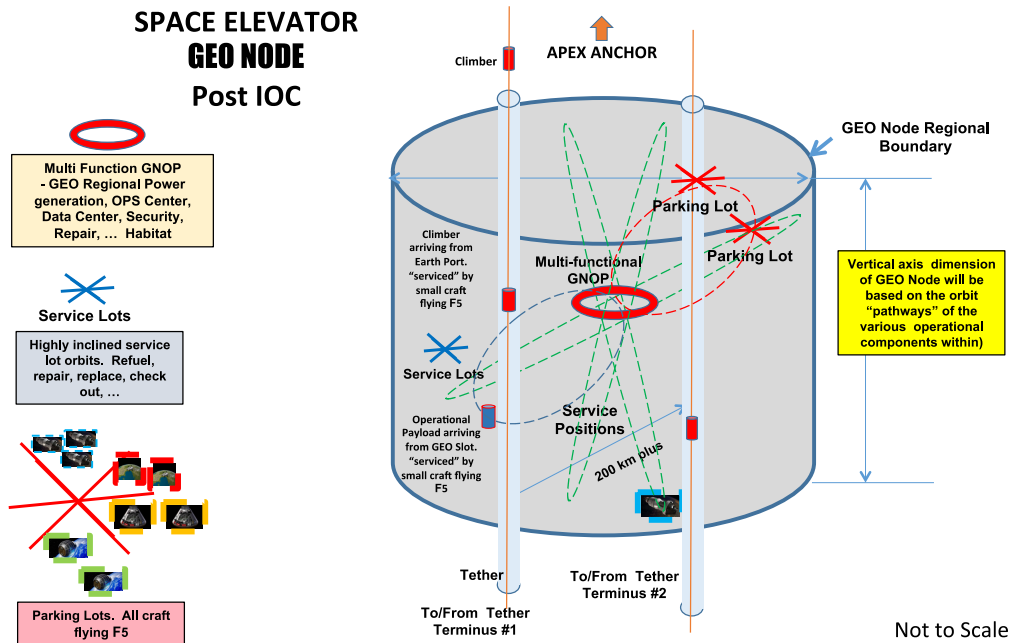 SPACE ELEVATOR
GEO NODE
Post IOC
Multi Function GNOP
- GEO Regional Power
generation, OPS Center,
Data Center, Security,
Repair, … Habitat
Service Lots
Highly inclined service
lot orbits. Refuel,
repair, replace, check
out, …
Parking Lots. All craft
flying F5
Climber
APEX ANCHOR
GEO Node Regional
Boundary
Parking Lot
Parking Lot
Climber
arriving from
Earth Port.
“serviced” by
small craft
flying F5
Multi-functional
GNOP
Service Lots
Operational
Payload arriving
from GEO Slot.
“serviced” by
small craft flying
F5
Service
Positions
200 km plus
Vertical axis dimension
of GEO Node will be
based on the orbit
“pathways” of the
various operational
components within)
Tether
To/From Tether
Terminus #1
To/From Tether
Terminus #2
Not to Scale